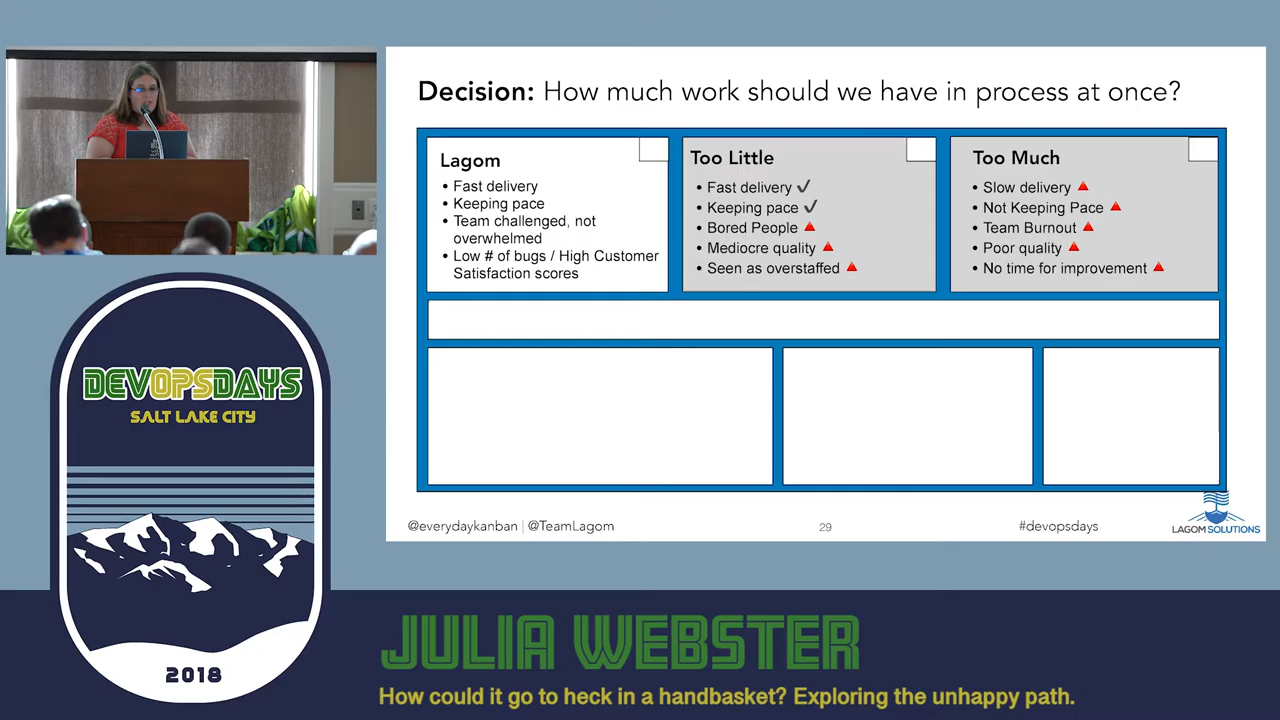 Decision: How much work should we have in process at once?
Lagom
• Fast delivery
• Keeping pace
• Team challenged, not
overwhelmed
• Low # of bugs / High Customer
Satisfaction scores
Too Little
• Fast delivery ✓
• Keeping pace ✓
• Bored People
• Mediocre quality
• Seen as overstaffed
Too Much
• Slow delivery
• Not Keeping Pace
• Team Burnout
• Poor quality
• No time for improvement
@everydaykanban | @TeamLagom
29
#devopsdays
LAGOM SOLUTIONS
DEVOPSDAYS
SALT LAKE CITY
2018
JULIA WEBSTER
How could it go to heck in a handbasket? Exploring the unhappy path.